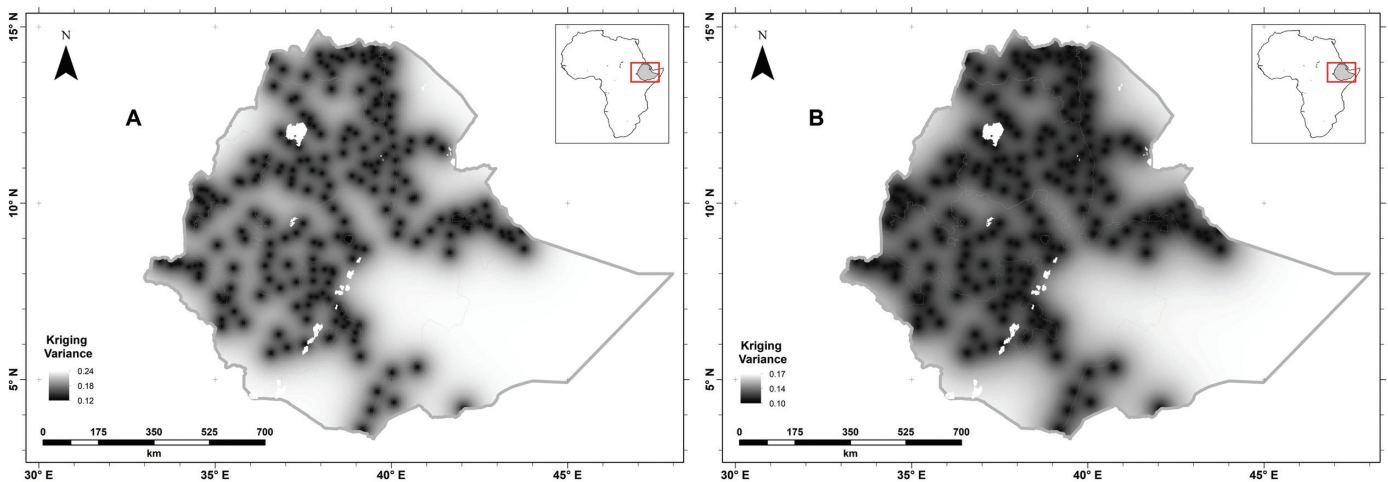 15° N
N
A
10° N
5° N
Kriging
Variance
0.24
0.18
0.12
0 175 350 525 700
km
30° E 35° E 40° E 45° E
15° N
N
B
10° N
5° N
Kriging
Variance
0.17
0.14
0.10
0 175 350 525 700
km
30° E 35° E 40° E 45° E